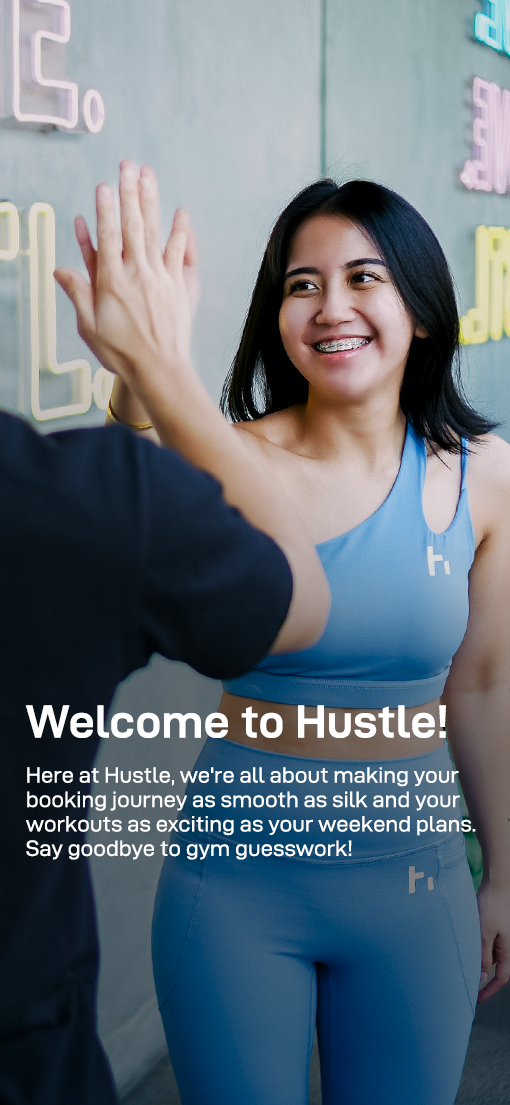 E.
L.
Welcome to Hustle!
Here at Hustle, we're all about making your
booking journey as smooth as silk and your
workouts as exciting as your weekend plans.
Say goodbye to gym guesswork!